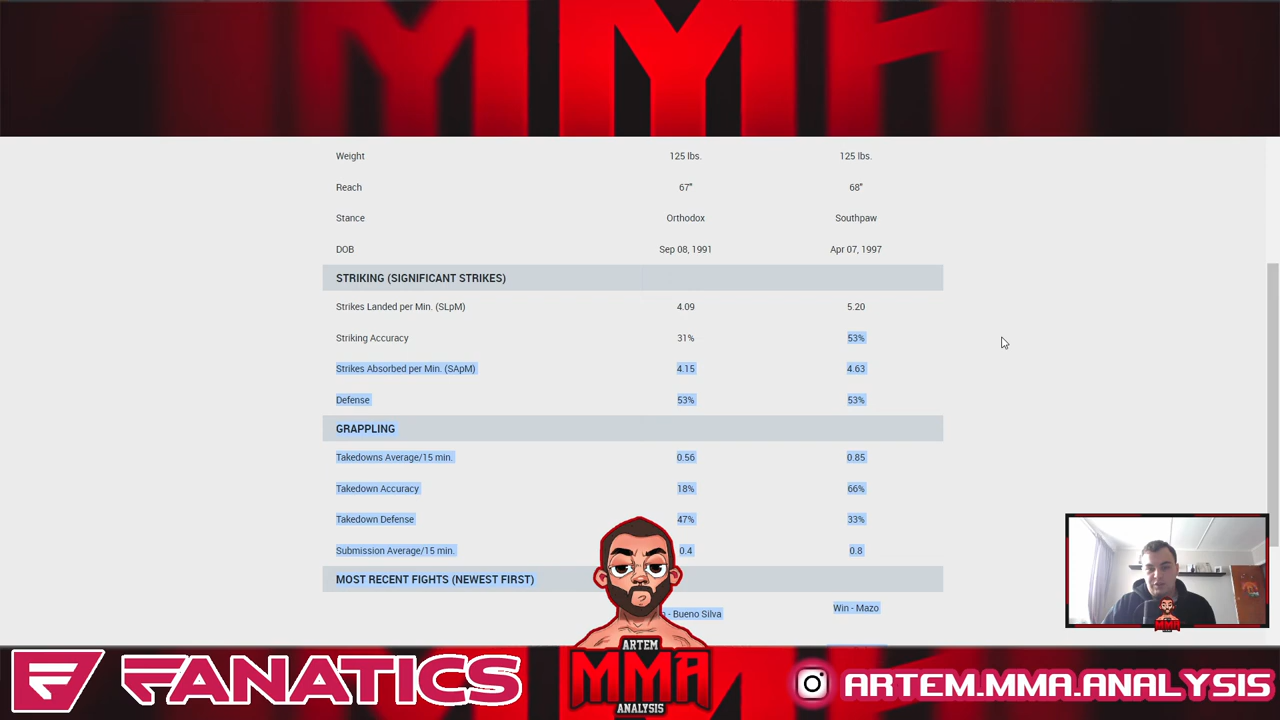 MMA
Weight 125 lbs. 125 lbs.
Reach 67" 68"
Stance Orthodox Southpaw
DOB Sep 08, 1991 Apr 07, 1997
STRIKING (SIGNIFICANT STRIKES)
Strikes Landed per Min. (SLpM) 4.09 5.20
Striking Accuracy 31% 53%
Strikes Absorbed per Min. (SApM) 4.15 4.63
Defense 53% 53%
GRAPPLING
Takedowns Average/15 min. 0.56 0.85
Takedown Accuracy 18% 66%
Takedown Defense 47% 33%
Submission Average/15 min. 0.4 0.8
MOST RECENT FIGHTS (NEWEST FIRST)
- Bueno Silva Win - Mazo
FANATICS
ARTEM
MMA
ANALYSIS
ARTEM.MMA.ANALYSIS
MMA